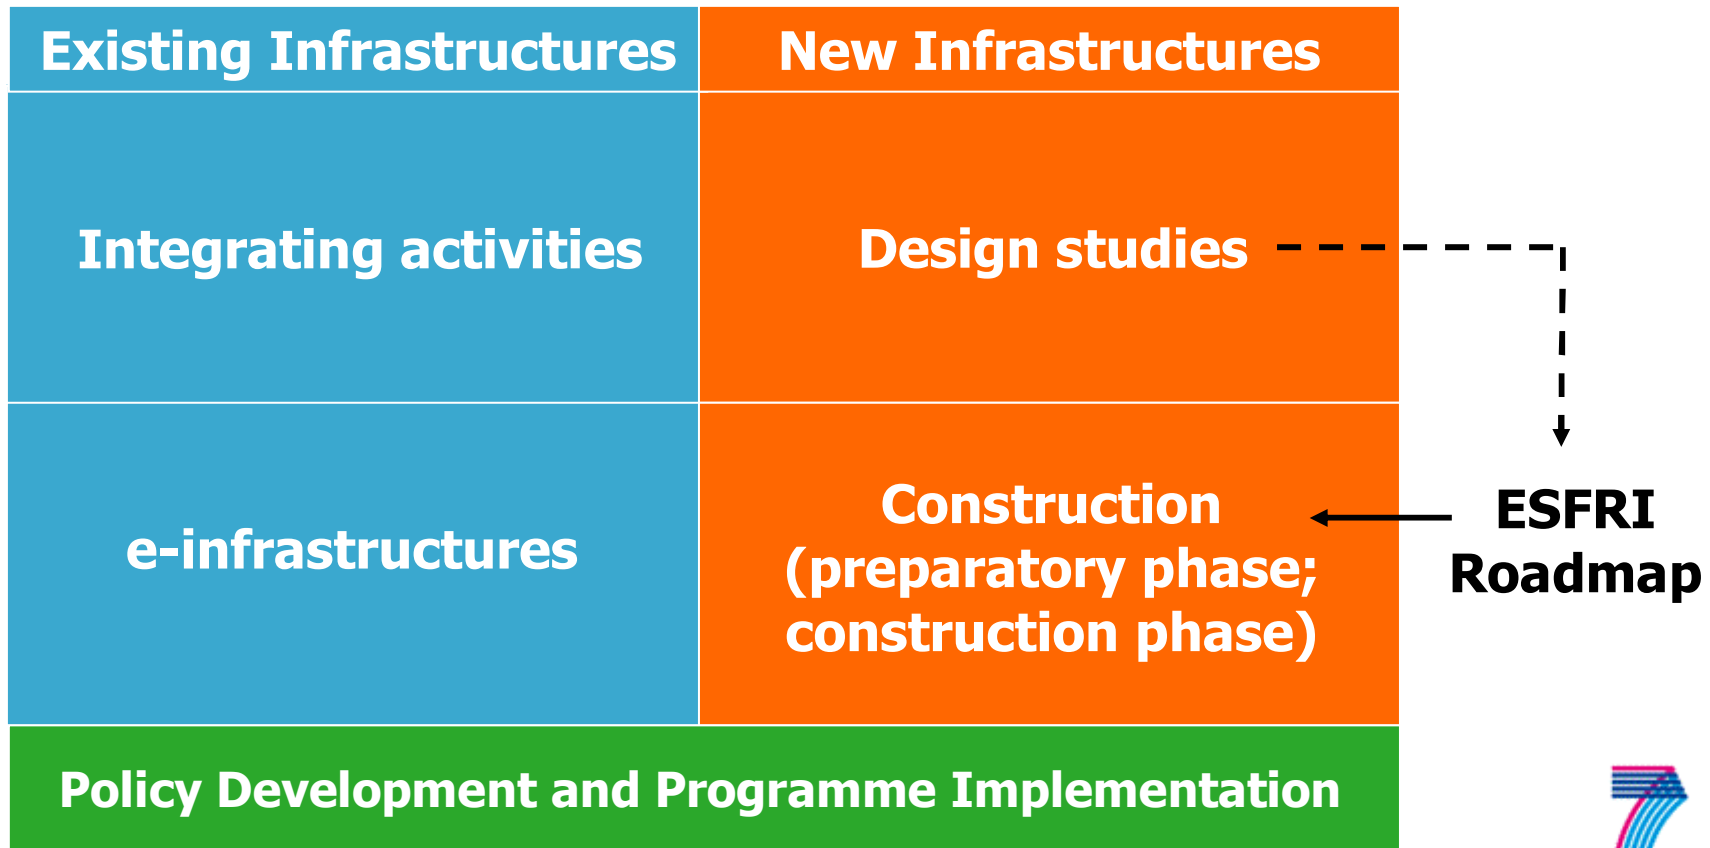 Existing Infrastructures
New Infrastructures
Integrating activities
Design studies
e-infrastructures
Construction
(preparatory phase;
construction phase)
ESFRI
Roadmap
Policy Development and Programme Implementation